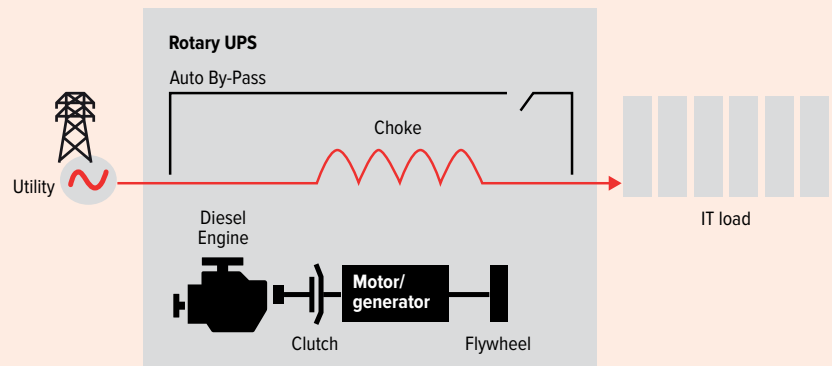 Rotary UPS
Auto By-Pass
Choke
Utility
IT load
Diesel
Engine
Motor/
generator
Clutch
Flywheel